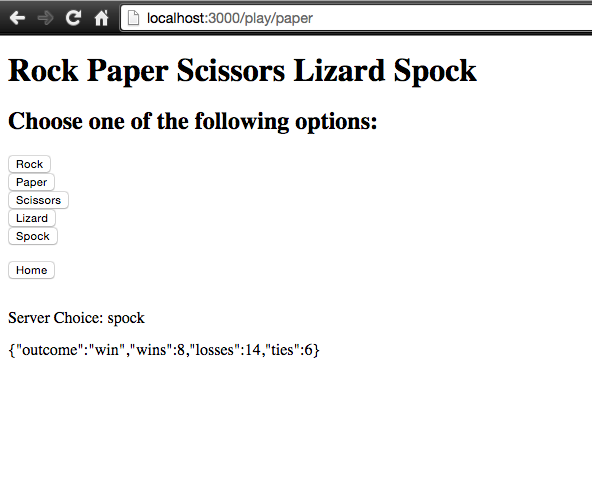 localhost:3000/play/paper
Rock Paper Scissors Lizard Spock
Choose one of the following options:
Rock
Paper
Scissors
Lizard
Spock
Home
Server Choice: spock
{"outcome":"win","wins":8,"losses":14,"ties":6}